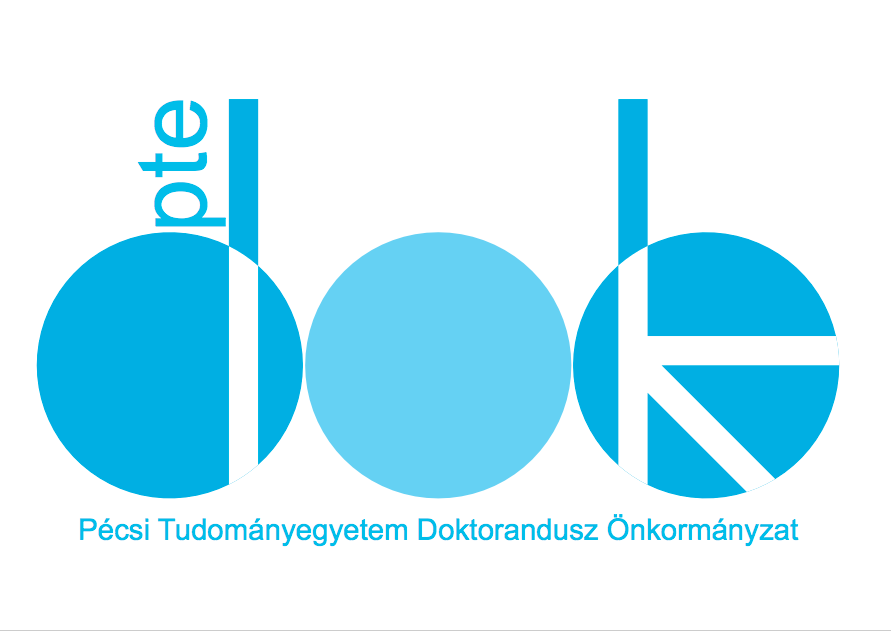 pte
dok
Pécsi Tudományegyetem Doktorandusz Önkormányzat